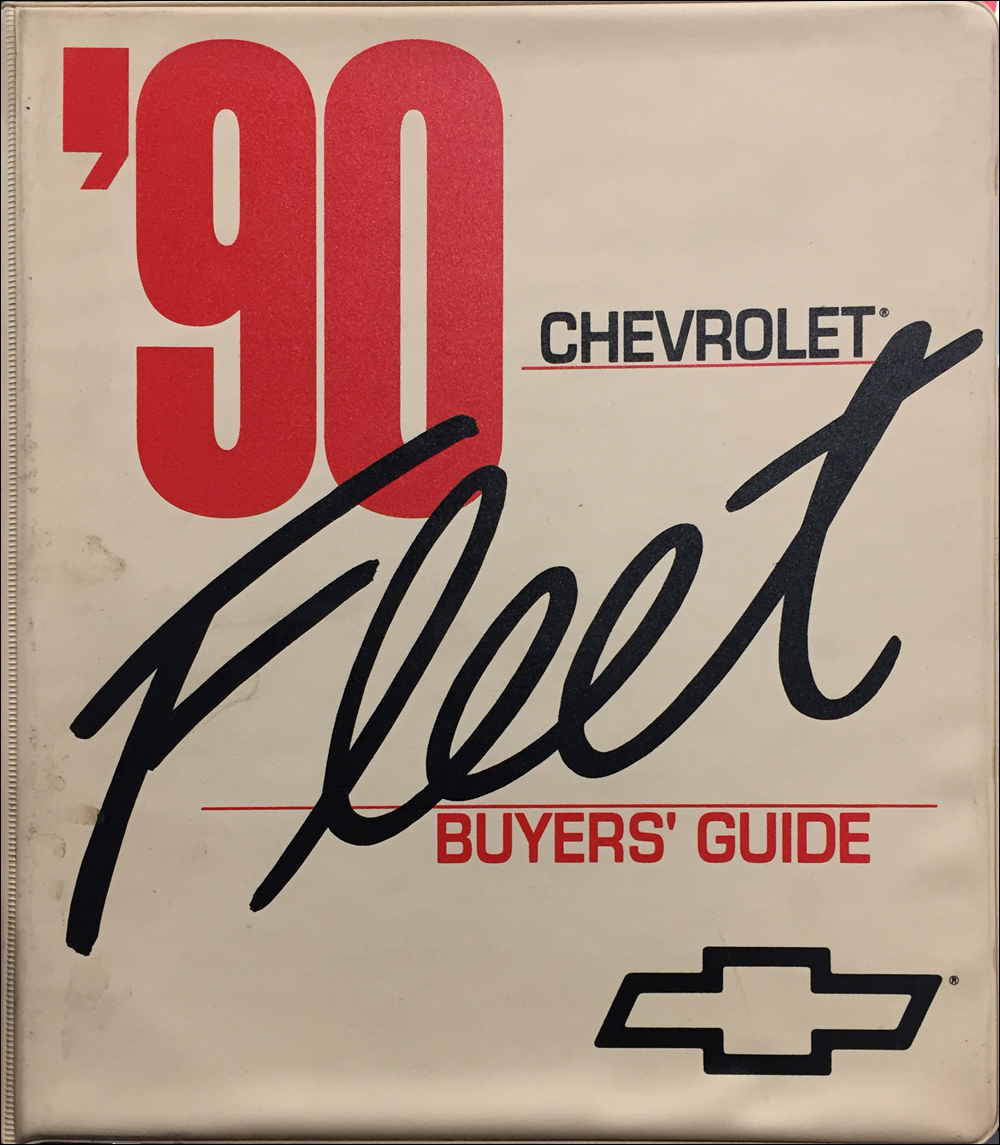 '90
CHEVROLET®
Fleet
BUYERS' GUIDE
®